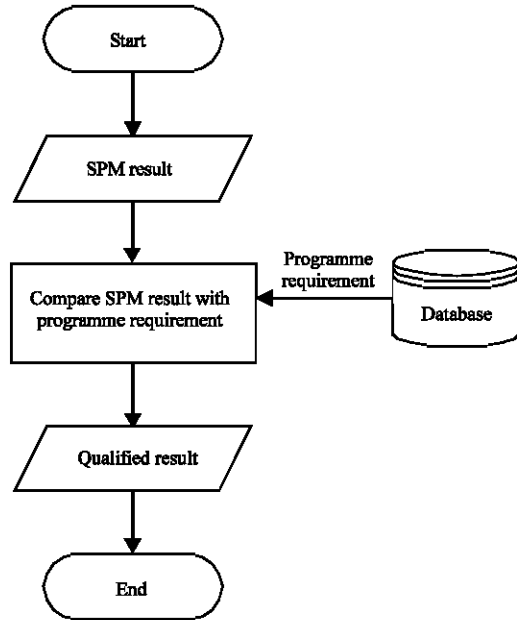 Start
SPM result
Programme
requirement
Compare SPM result with
programme requirement
Database
Qualified result
End